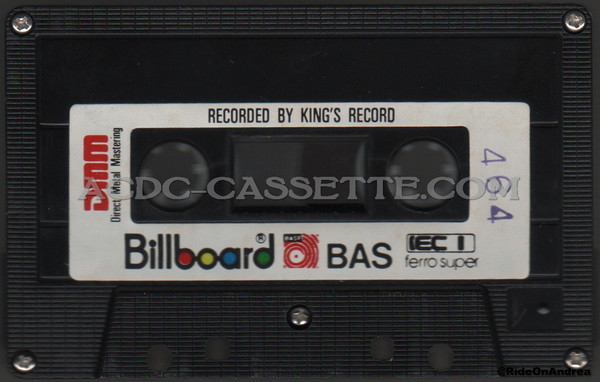 RECORDED BY KING'S RECORD
DMM
Direct Metal Mastering
464
ACDC-CASSETTE.COM
Billboard® BAS IEC I
ferro super
@RideOnAndrea